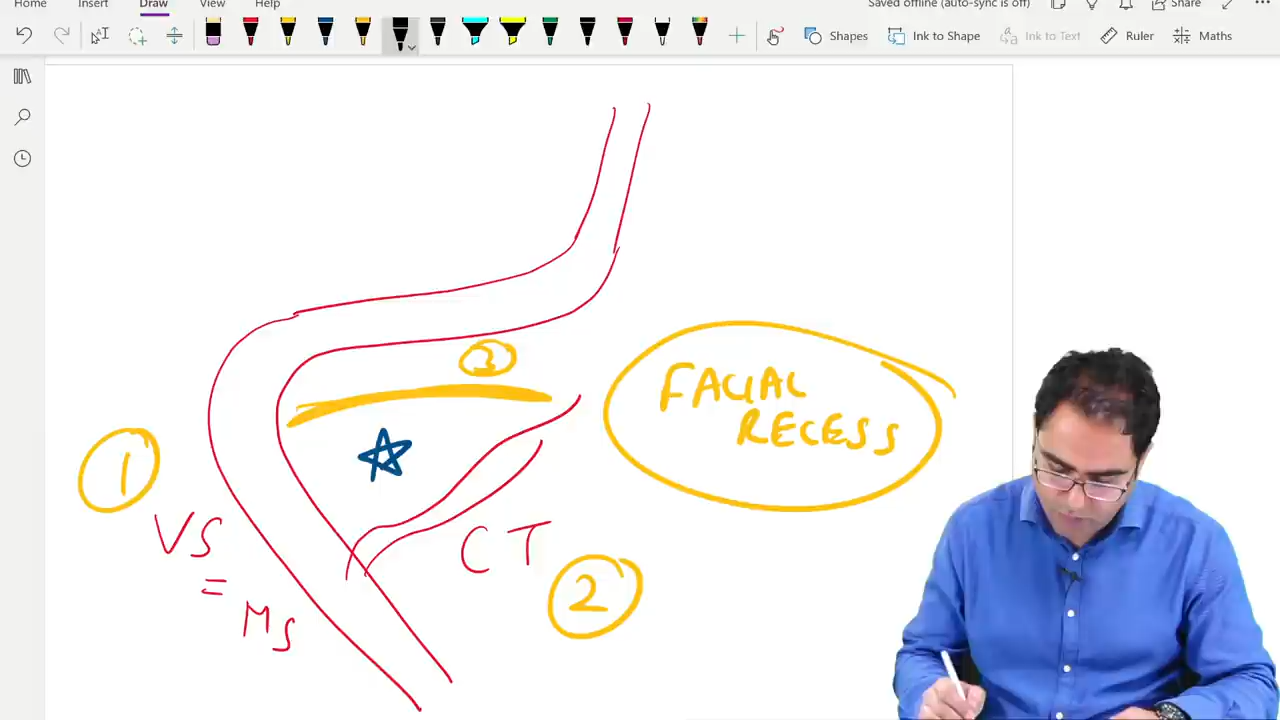 Home Insert Draw View Help Saved offline (auto-sync is off) Share
Shapes Ink to Shape Ink to Text Ruler Maths
3
FACIAL
RECESS
1
VS
=
MS
CT
2